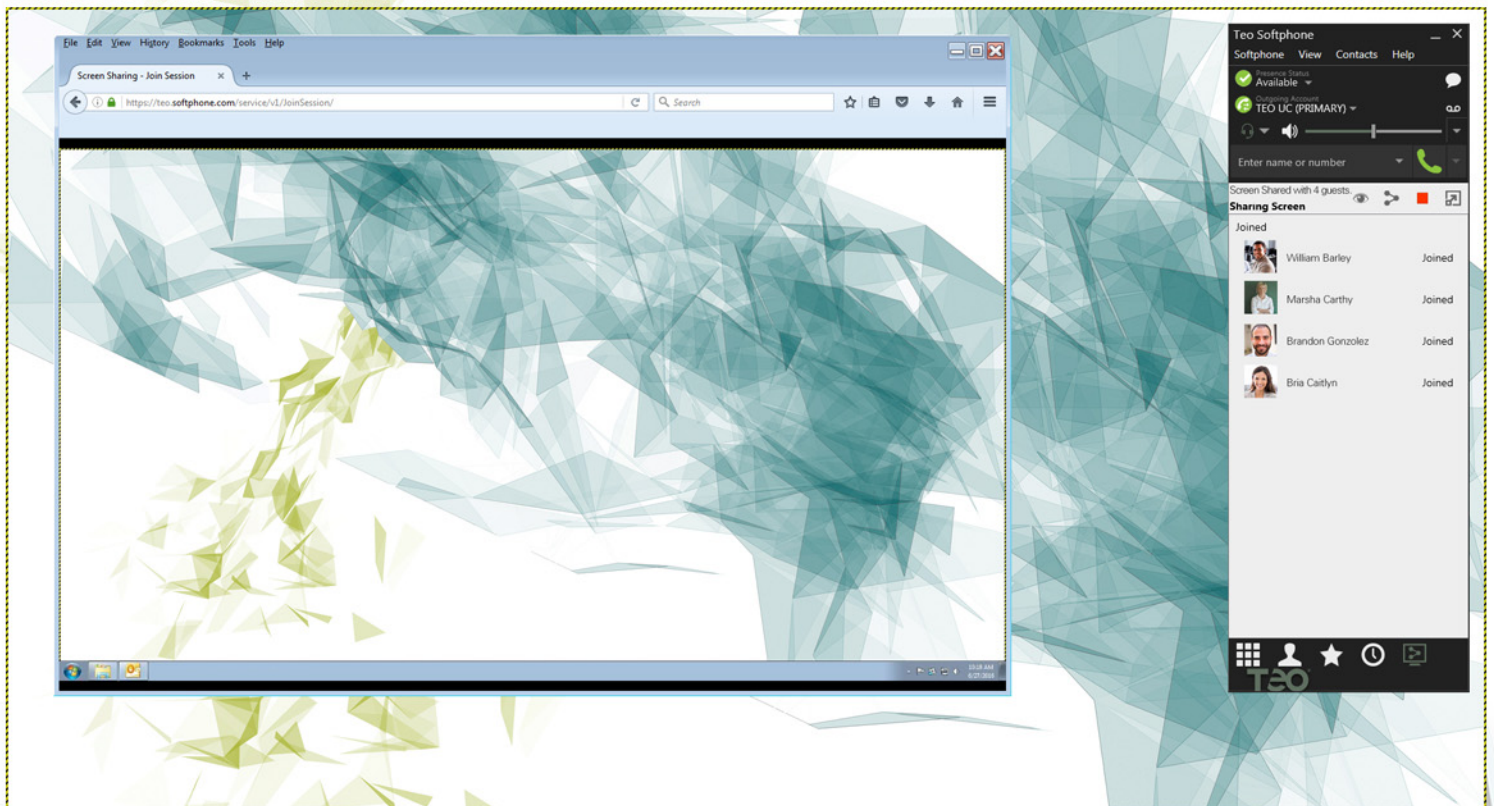 File Edit View History Bookmarks Tools Help
Screen Sharing - Join Session
https://teo.softphone.com/service/v1/JoinSession/
Search
10:28 AM
Teo Softphone
Softphone View Contacts Help
Presence Status
Available
Outgoing Account
TEO UC (PRIMARY)
Enter name or number
Screen Shared with 4 guests.
Sharing Screen
Joined
William Barley Joined
Marsha Carthy Joined
Brandon Gonzolez Joined
Bria Caitlyn Joined
Teo